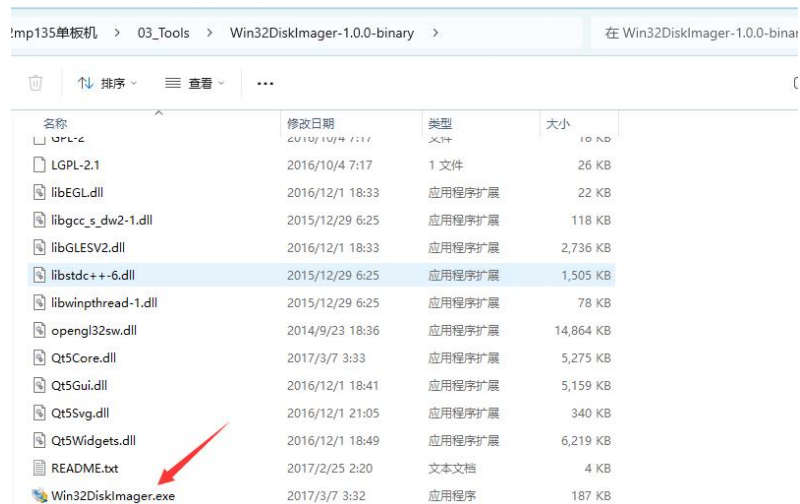 2mp135单板机 > 03_Tools > Win32DiskImager-1.0.0-binary >
在 Win32DiskImager-1.0.0-binar
排序 查看 ...
名称 修改日期 类型 大小
GPL-2 2016/10/4 7:17 文件 18 KB
LGPL-2.1 2016/10/4 7:17 1 文件 26 KB
libEGL.dll 2016/12/1 18:33 应用程序扩展 22 KB
libgcc_s_dw2-1.dll 2015/12/29 6:25 应用程序扩展 118 KB
libGLESV2.dll 2016/12/1 18:33 应用程序扩展 2,736 KB
libstdc++-6.dll 2015/12/29 6:25 应用程序扩展 1,505 KB
libwinpthread-1.dll 2015/12/29 6:25 应用程序扩展 78 KB
opengl32sw.dll 2014/9/23 18:36 应用程序扩展 14,864 KB
Qt5Core.dll 2017/3/7 3:33 应用程序扩展 5,275 KB
Qt5Gui.dll 2016/12/1 18:41 应用程序扩展 5,159 KB
Qt5Svg.dll 2016/12/1 21:05 应用程序扩展 340 KB
Qt5Widgets.dll 2016/12/1 18:49 应用程序扩展 6,219 KB
README.txt 2017/2/25 2:20 文本文档 4 KB
Win32DiskImager.exe 2017/3/7 3:32 应用程序 187 KB